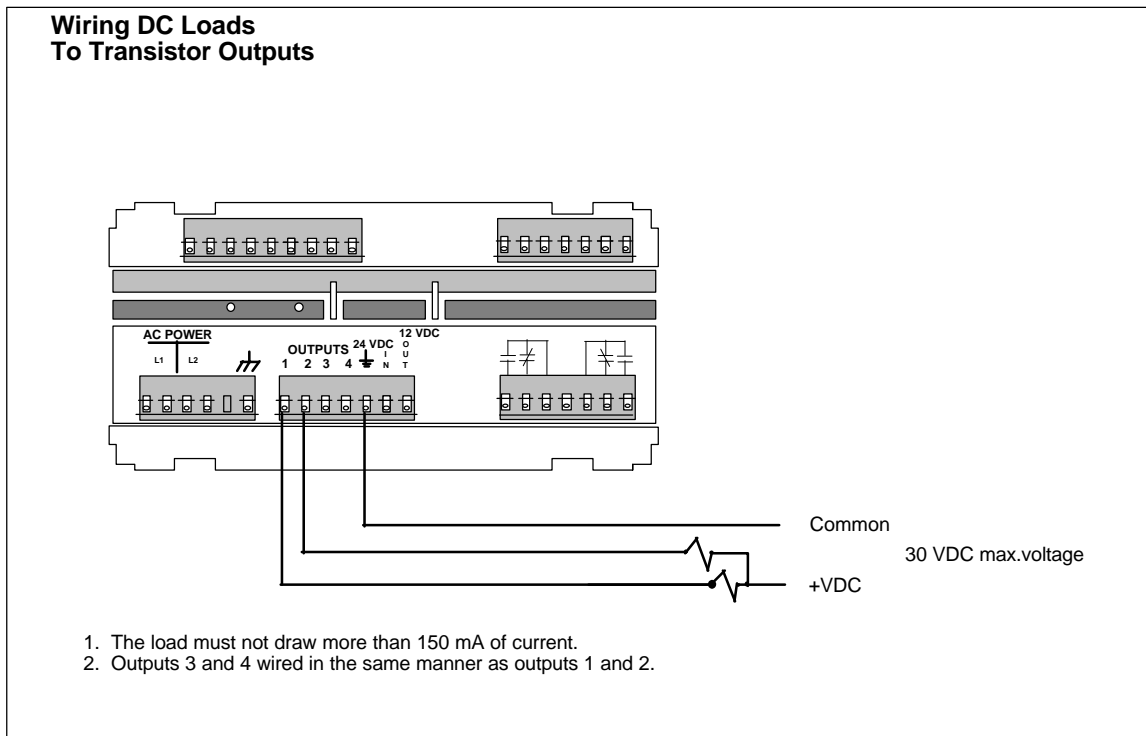 Wiring DC Loads
To Transistor Outputs
AC POWER
L1 L2
OUTPUTS
1 2 3 4
24 VDC
IN
12 VDC
OUT
Common
30 VDC max.voltage
+VDC
1. The load must not draw more than 150 mA of current.
2. Outputs 3 and 4 wired in the same manner as outputs 1 and 2.